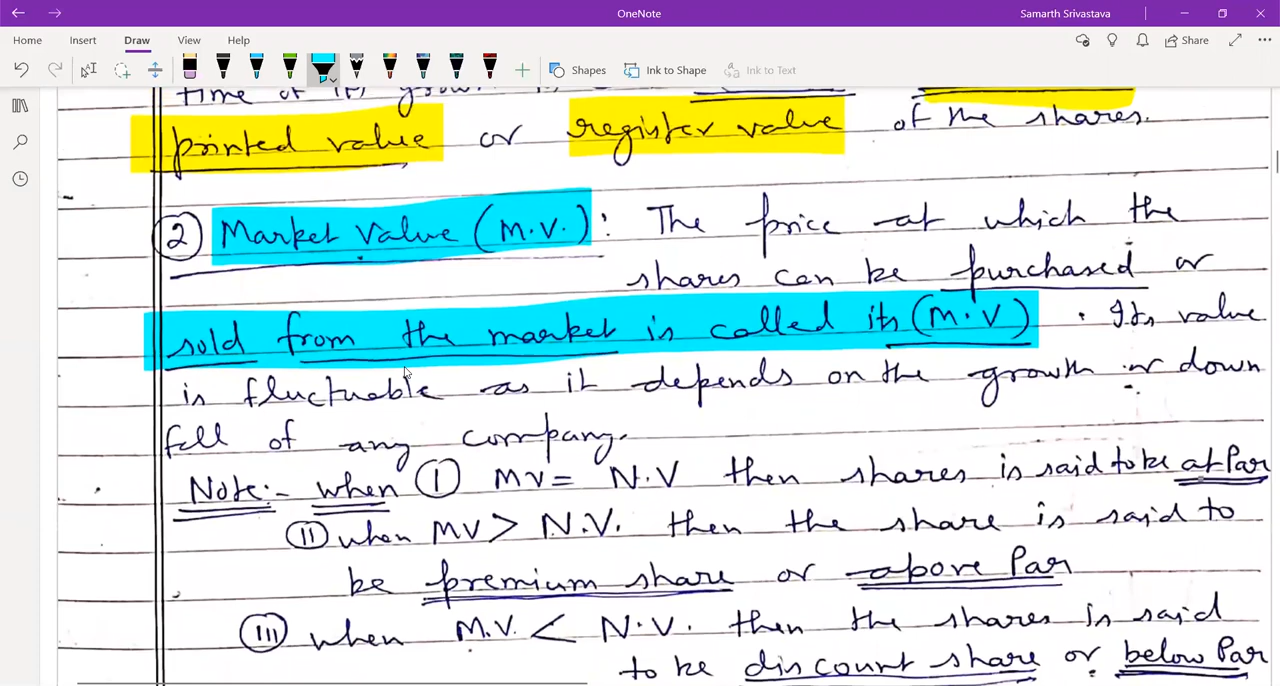 OneNote
Samarth Srivastava
Home Insert Draw View Help
Share
Shapes Ink to Shape Ink to Text
time of its
printed value or register value of the shares.
② Market Value (M.V.) : The price at which the
shares can be purchased or
sold from the market is called its (M.V) . Its value
is fluctuable as it depends on the growth or down
fall of any company.
Note:- when ① MV = N.V then shares is said to be at Par
(II) when MV > N.V. then the share is said to
be premium share or above Par
(III) when M.V. < N.V. then the shares is said
to be discount share or below Par